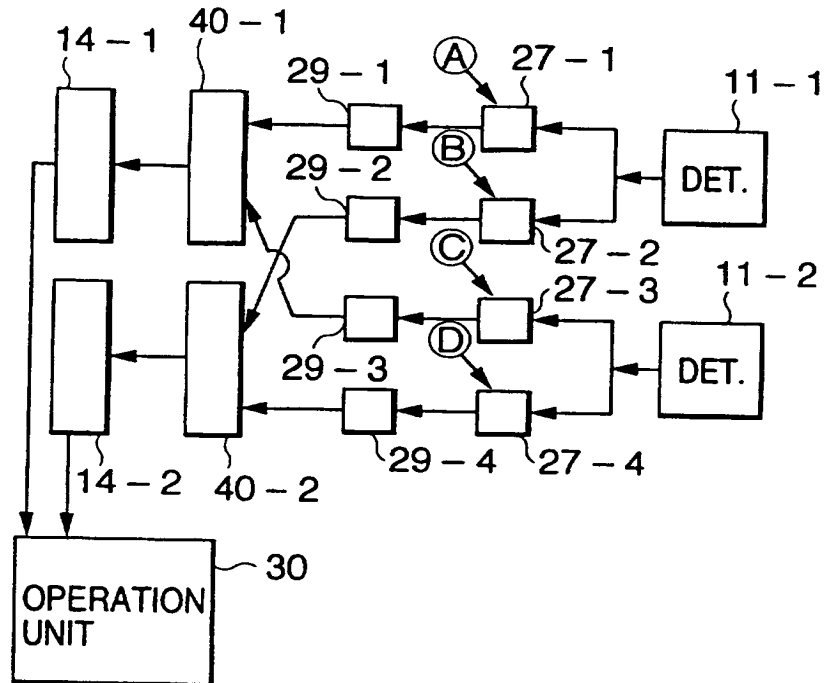 14-1
40-1
29-1
A
27-1
11-1
DET.
B
29-2
27-2
C
27-3
11-2
DET.
D
29-3
29-4
27-4
14-2
40-2
30
OPERATION
UNIT